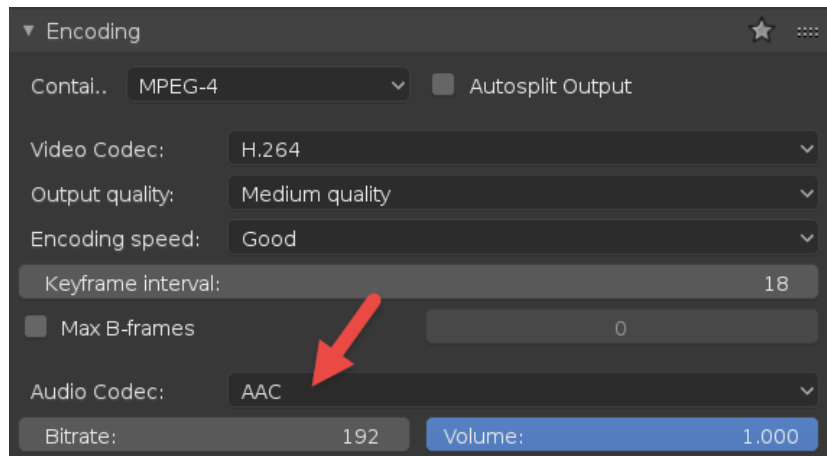 Encoding
Contai.. MPEG-4 Autosplit Output
Video Codec: H.264
Output quality: Medium quality
Encoding speed: Good
Keyframe interval: 18
Max B-frames 0
Audio Codec: AAC
Bitrate: 192 Volume: 1.000